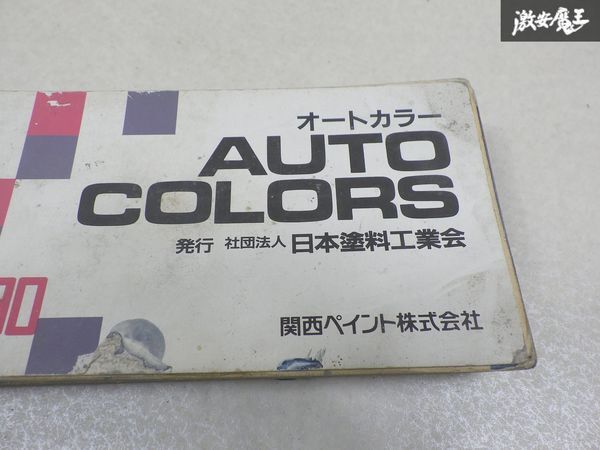 激安魔王
オートカラー
AUTO
COLORS
発行 社団法人 日本塗料工業会
関西ペイント株式会社